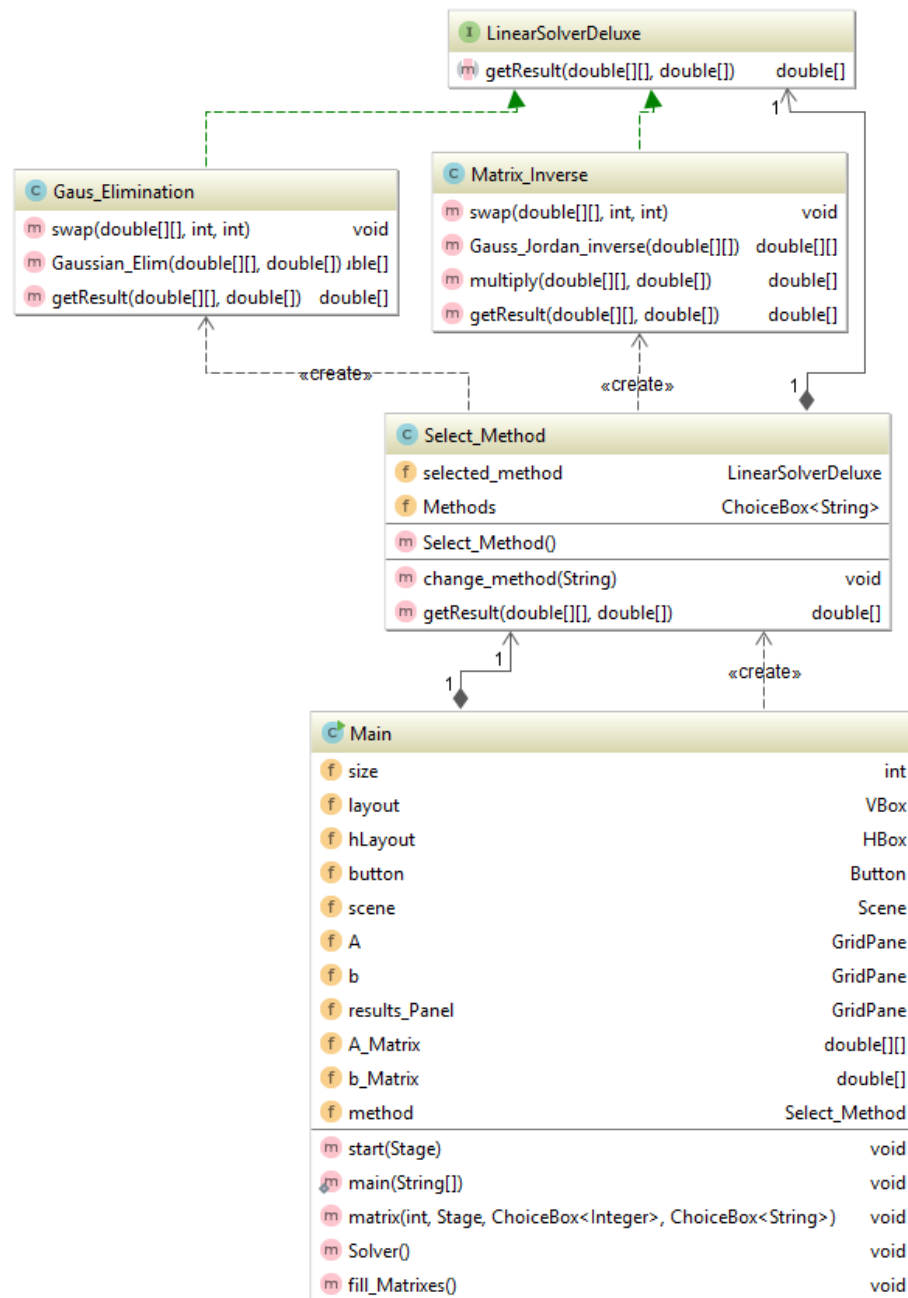 LinearSolverDeluxe
getResult(double[][], double[]) double[]
1
Gaus_Elimination
swap(double[][], int, int) void
Gaussian_Elim(double[][], double[]) ıble[]
getResult(double[][], double[]) double[]
Matrix_Inverse
swap(double[][], int, int) void
Gauss_Jordan_inverse(double[][]) double[][]
multiply(double[][], double[]) double[]
getResult(double[][], double[]) double[]
«create»
«create»
1
Select_Method
selected_method LinearSolverDeluxe
Methods ChoiceBox<String>
Select_Method()
change_method(String) void
getResult(double[][], double[]) double[]
1
1
«create»
Main
size int
layout VBox
hLayout HBox
button Button
scene Scene
A GridPane
b GridPane
results_Panel GridPane
A_Matrix double[][]
b_Matrix double[]
method Select_Method
start(Stage) void
main(String[]) void
matrix(int, Stage, ChoiceBox<Integer>, ChoiceBox<String>) void
Solver() void
fill_Matrixes() void